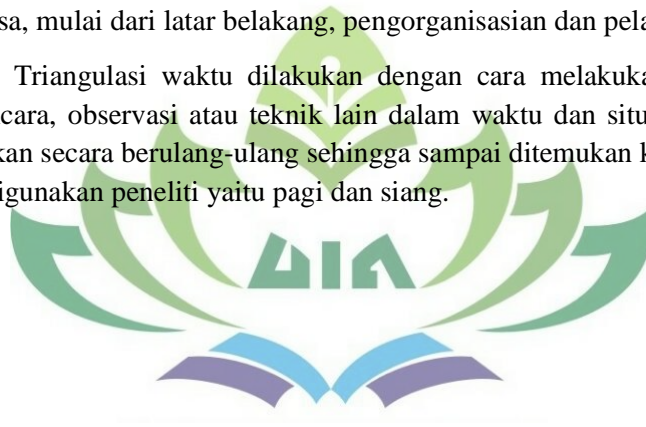 sa, mulai dari latar belakang, pengorganisasian dan pela
Triangulasi waktu dilakukan dengan cara melakuka
cara, observasi atau teknik lain dalam waktu dan situ
kan secara berulang-ulang sehingga sampai ditemukan k
igunakan peneliti yaitu pagi dan siang.
UIN